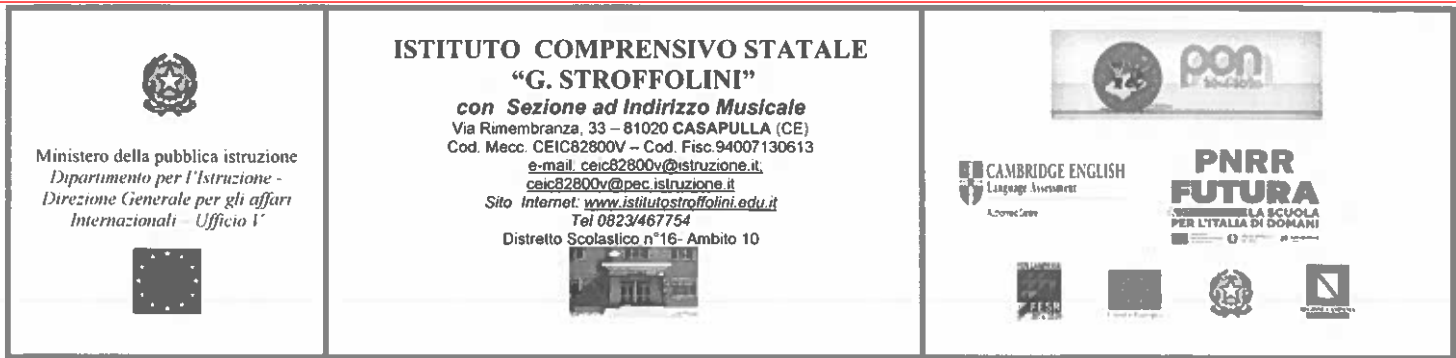 Ministero della pubblica istruzione
Dipartimento per l'Istruzione -
Direzione Generale per gli affari
Internazionali - Ufficio V
ISTITUTO COMPRENSIVO STATALE
“G. STROFFOLINI”
con Sezione ad Indirizzo Musicale
Via Rimembranza, 33 – 81020 CASAPULLA (CE)
Cod. Mecc. CEIC82800V – Cod. Fisc.94007130613
e-mail: ceic82800v@istruzione.it;
ceic82800v@pec.istruzione.it
Sito Internet: www.istitutostroffolini.edu.it
Tel 0823/467754
Distretto Scolastico n°16- Ambito 10
pon
CAMBRIDGE ENGLISH
Language Assessment
PNRR
FUTURA
LA SCUOLA
PER L'ITALIA DI DOMANI
FESR